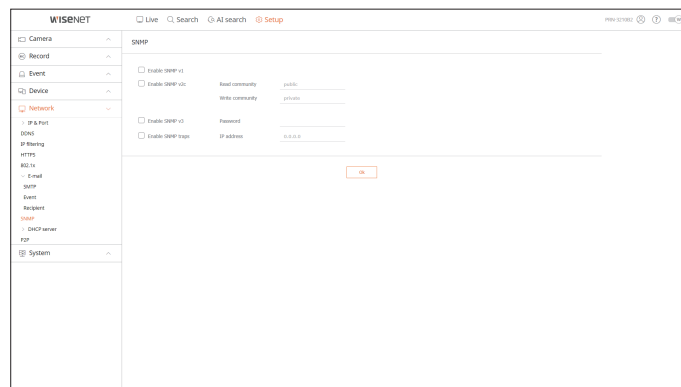 WISENET
Live Search AI search Setup
PRN-3210B2
Camera
Record
Event
Device
Network
IP & Port
DDNS
IP filtering
HTTPS
802.1x
E-mail
SMTP
Event
Recipient
SNMP
DHCP server
P2P
System
SNMP
Enable SNMP v1
Enable SNMP v2c Read community public
Write community private
Enable SNMP v3 Password
Enable SNMP traps IP address 0.0.0.0
Ok